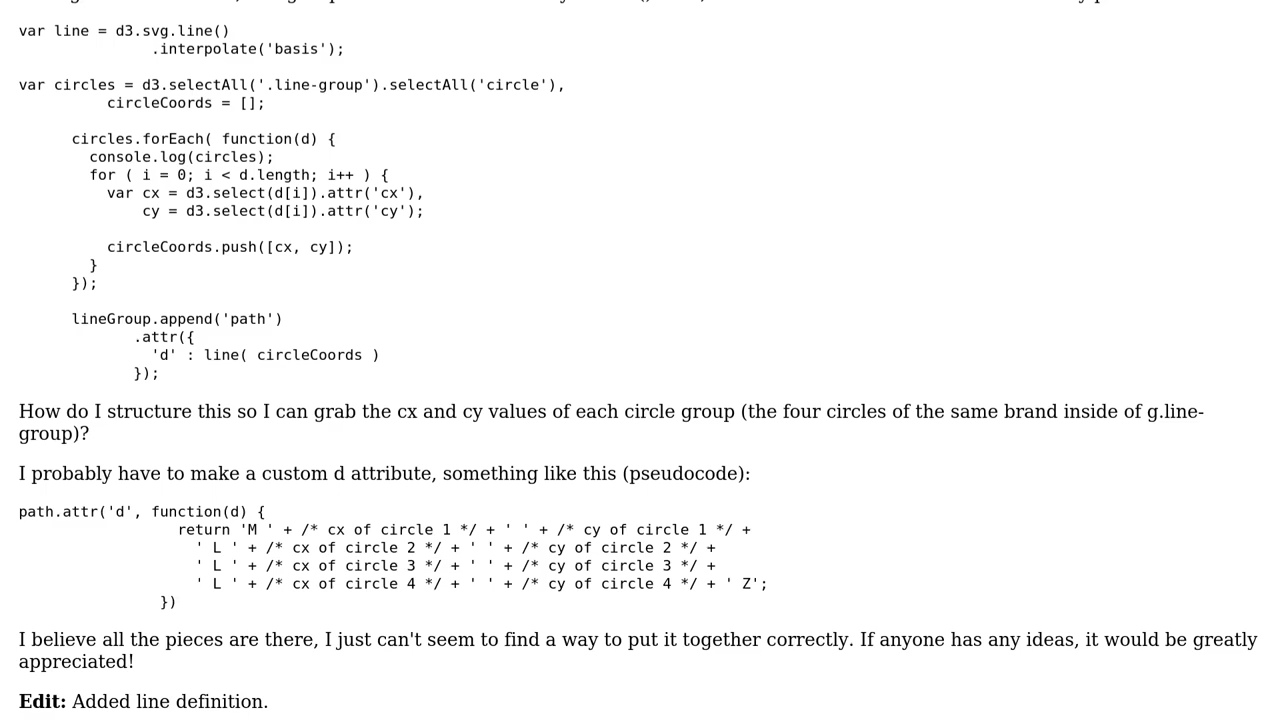 var line = d3.svg.line()
.interpolate('basis');
var circles = d3.selectAll('.line-group').selectAll('circle'),
circleCoords = [];
circles.forEach( function(d) {
console.log(circles);
for ( i = 0; i < d.length; i++ ) {
var cx = d3.select(d[i]).attr('cx'),
cy = d3.select(d[i]).attr('cy');
circleCoords.push([cx, cy]);
}
});
lineGroup.append('path')
.attr({
'd' : line( circleCoords )
});
How do I structure this so I can grab the cx and cy values of each circle group (the four circles of the same brand inside of g.line-
group)?
I probably have to make a custom d attribute, something like this (pseudocode):
path.attr('d', function(d) {
return 'M ' + /* cx of circle 1 */ + ' ' + /* cy of circle 1 */ +
' L ' + /* cx of circle 2 */ + ' ' + /* cy of circle 2 */ +
' L ' + /* cx of circle 3 */ + ' ' + /* cy of circle 3 */ +
' L ' + /* cx of circle 4 */ + ' ' + /* cy of circle 4 */ + ' Z';
})
I believe all the pieces are there, I just can't seem to find a way to put it together correctly. If anyone has any ideas, it would be greatly
appreciated!
Edit: Added line definition.